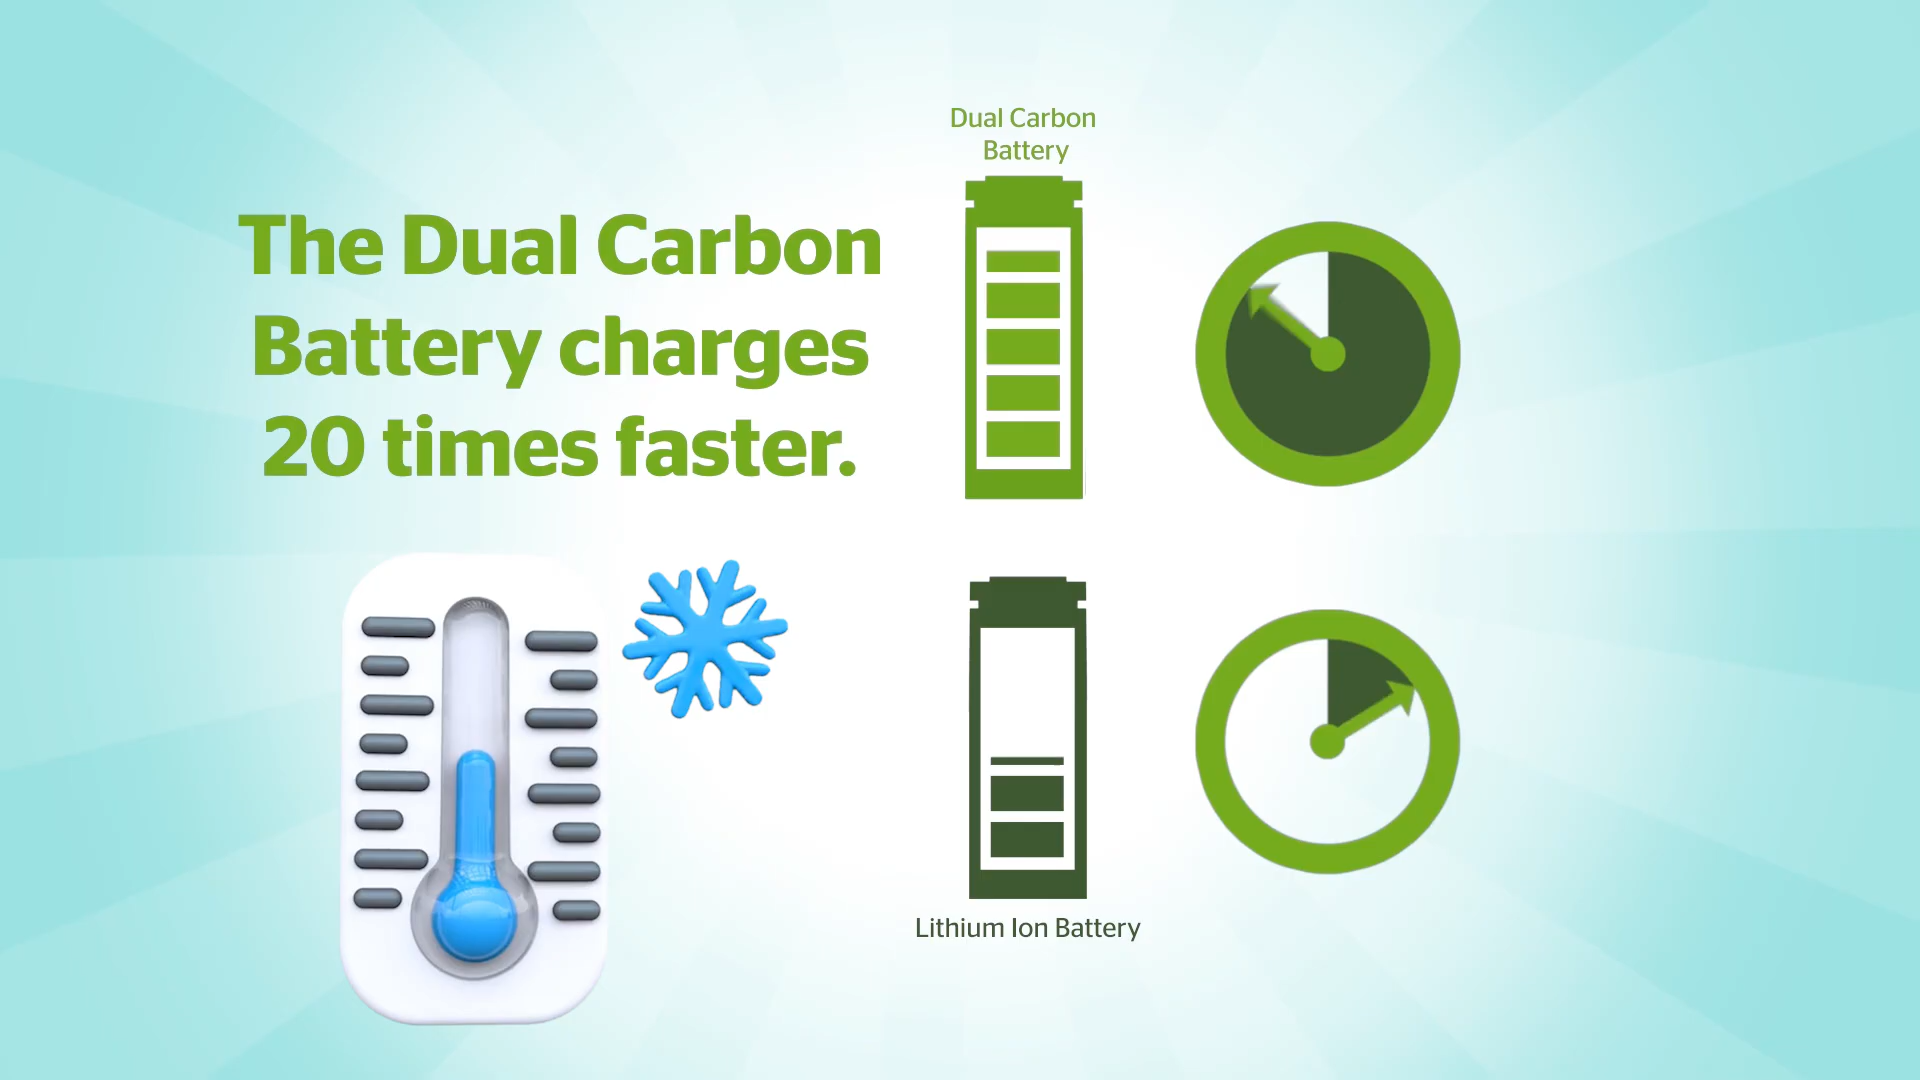 The Dual Carbon
Battery charges
20 times faster.
Dual Carbon
Battery
Lithium Ion Battery